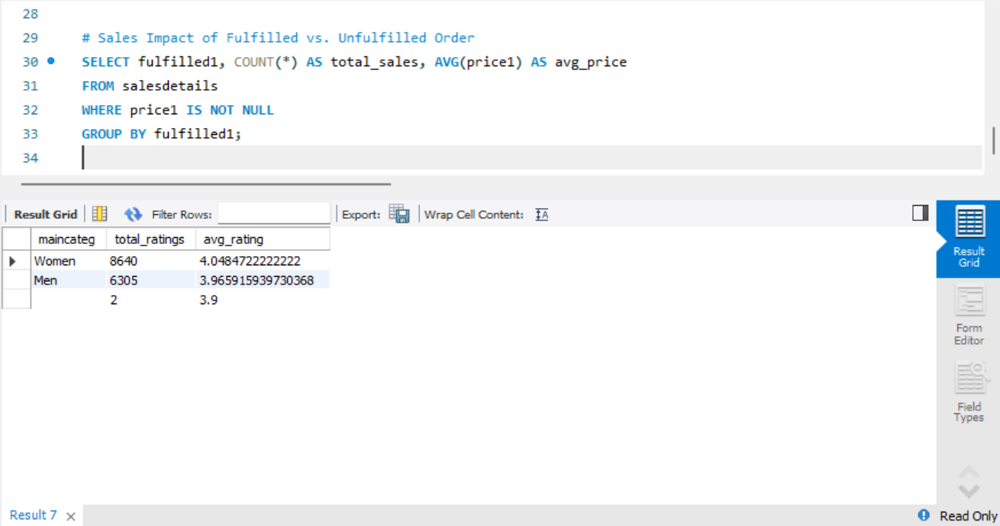 28
29 # Sales Impact of Fulfilled vs. Unfulfilled Order
30 SELECT fulfilled1, COUNT(*) AS total_sales, AVG(price1) AS avg_price
31 FROM salesdetails
32 WHERE price1 IS NOT NULL
33 GROUP BY fulfilled1;
34
Result Grid Filter Rows: Export: Wrap Cell Content: IA
maincateg total_ratings avg_rating
Women 8640 4.0484722222222
Men 6305 3.965915939730368
2 3.9
Result
Grid
Form
Editor
Field
Types
Result 7 × Read Only